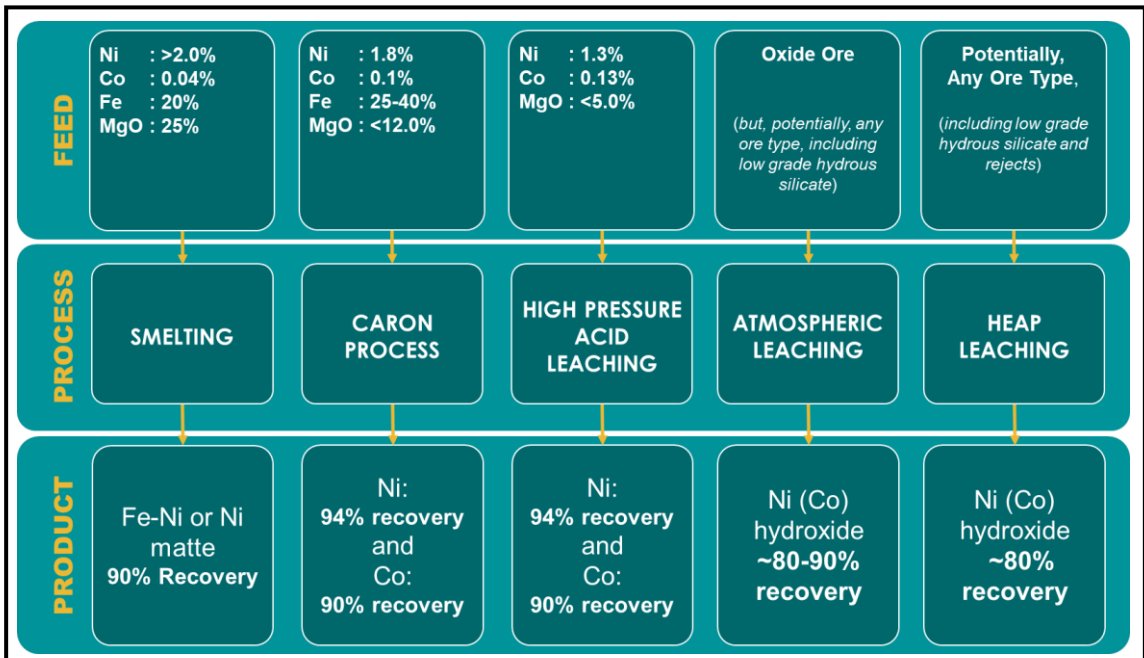 FEED
Ni : >2.0%
Co : 0.04%
Fe : 20%
MgO : 25%
Ni : 1.8%
Co : 0.1%
Fe : 25-40%
MgO : <12.0%
Ni : 1.3%
Co : 0.13%
MgO : <5.0%
Oxide Ore
(but, potentially, any
ore type, including
low grade hydrous
silicate)
Potentially,
Any Ore Type,
(including low grade
hydrous silicate and
rejects)
PROCESS
SMELTING
CARON
PROCESS
HIGH PRESSURE
ACID
LEACHING
ATMOSPHERIC
LEACHING
HEAP
LEACHING
PRODUCT
Fe-Ni or Ni
matte
90% Recovery
Ni:
94% recovery
and
Co:
90% recovery
Ni:
94% recovery
and
Co:
90% recovery
Ni (Co)
hydroxide
~80-90%
recovery
Ni (Co)
hydroxide
~80%
recovery